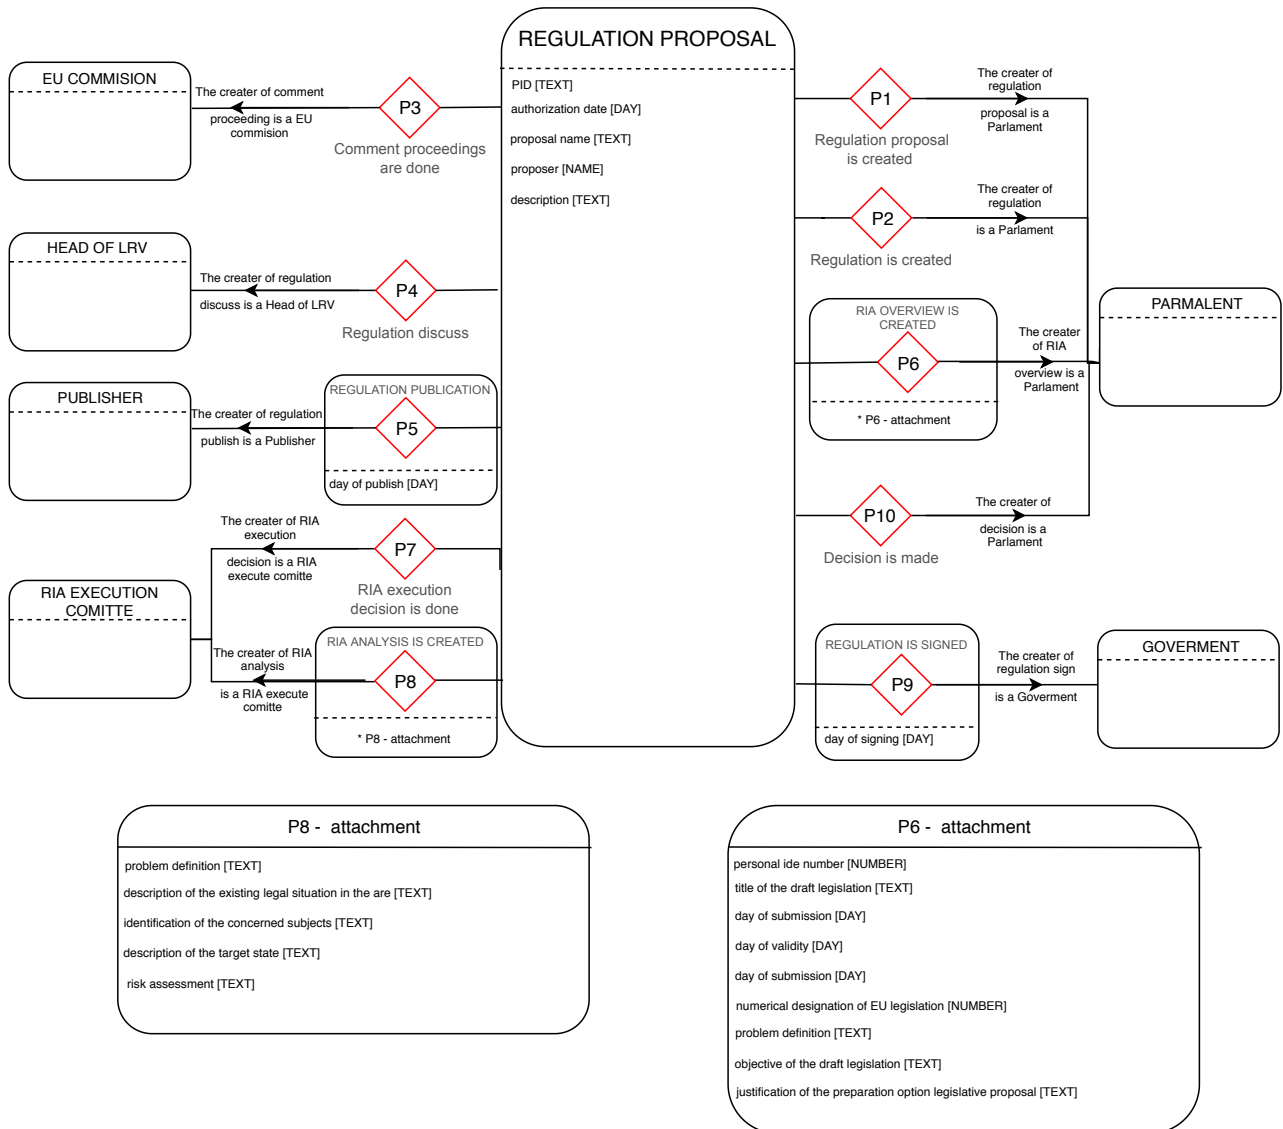 REGULATION PROPOSAL
PID [TEXT]
authorization date [DAY]
proposal name [TEXT]
proposer [NAME]
description [TEXT]
EU COMMISION
The creater of comment
proceeding is a EU
commision
P3
Comment proceedings
are done
HEAD OF LRV
The creater of regulation
discuss is a Head of LRV
P4
Regulation discuss
PUBLISHER
The creater of regulation
publish is a Publisher
REGULATION PUBLICATION
P5
day of publish [DAY]
RIA EXECUTION
COMITTE
The creater of RIA
execution
decision is a RIA
execute comitte
P7
RIA execution
decision is done
The creater of RIA
analysis
is a RIA execute
comitte
RIA ANALYSIS IS CREATED
P8
* P8 - attachment
P1
Regulation proposal
is created
The creater of
regulation
proposal is a
Parlament
P2
Regulation is created
The creater of
regulation
is a Parlament
RIA OVERVIEW IS
CREATED
P6
* P6 - attachment
The creater
of RIA
overview is a
Parlament
PARMALENT
P10
Decision is made
The creater of
decision is a
Parlament
REGULATION IS SIGNED
P9
day of signing [DAY]
The creater of
regulation sign
is a Goverment
GOVERMENT
P8 - attachment
problem definition [TEXT]
description of the existing legal situation in the are [TEXT]
identification of the concerned subjects [TEXT]
description of the target state [TEXT]
risk assessment [TEXT]
P6 - attachment
personal ide number [NUMBER]
title of the draft legislation [TEXT]
day of submission [DAY]
day of validity [DAY]
day of submission [DAY]
numerical designation of EU legislation [NUMBER]
problem definition [TEXT]
objective of the draft legislation [TEXT]
justification of the preparation option legislative proposal [TEXT]